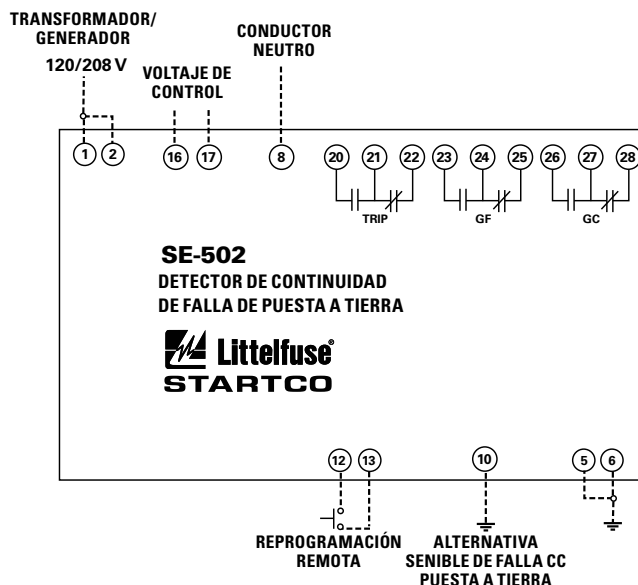 TRANSFORMADOR/
GENERADOR
120/208 V
VOLTAJE DE
CONTROL
CONDUCTOR
NEUTRO
1 2 16 17 8 20 21 22 23 24 25 26 27 28
TRIP GF GC
SE-502
DETECTOR DE CONTINUIDAD
DE FALLA DE PUESTA A TIERRA
Littelfuse®
STARTCO
12 13 10 5 6
REPROGRAMACIÓN
REMOTA
ALTERNATIVA
SENIBLE DE FALLA CC
PUESTA A TIERRA